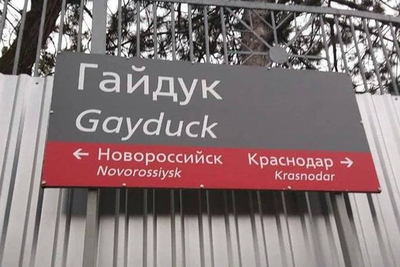 Гайдук
Gayduck
← Новороссийск Краснодар →
Novorossiysk Krasnodar